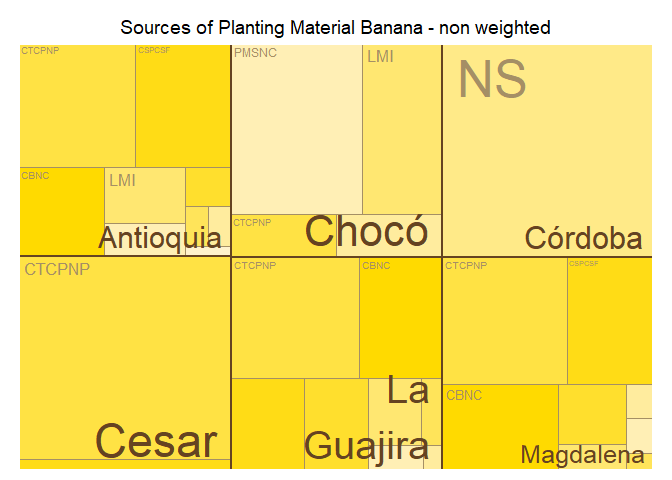 Sources of Planting Material Banana - non weighted
CTCPNP
CSPCSF
CBNC
LMI
Antioquia
PMSNC
LMI
CTCPNP
Chocó
NS
Córdoba
CTCPNP
Cesar
CTCPNP
CBNC
La
Guajira
CTCPNP
CSPCSF
CBNC
Magdalena